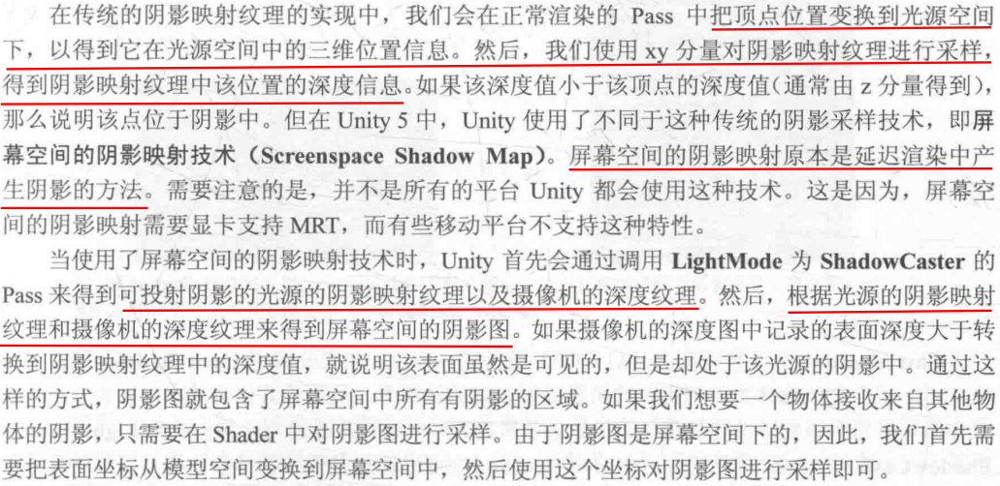 在传统的阴影映射纹理的实现中，我们会在正常渲染的 Pass 中把顶点位置变换到光源空间
下，以得到它在光源空间中的三维位置信息。然后，我们使用 xy 分量对阴影映射纹理进行采样，
得到阴影映射纹理中该位置的深度信息。如果该深度值小于该顶点的深度值（通常由 z 分量得到），
那么说明该点位于阴影中。但在 Unity 5 中，Unity 使用了不同于这种传统的阴影采样技术，即屏
幕空间的阴影映射技术（Screenspace Shadow Map）。屏幕空间的阴影映射原本是延迟渲染中产
生阴影的方法。需要注意的是，并不是所有的平台 Unity 都会使用这种技术。这是因为，屏幕空
间的阴影映射需要显卡支持 MRT，而有些移动平台不支持这种特性。
当使用了屏幕空间的阴影映射技术时，Unity 首先会通过调用 LightMode 为 ShadowCaster 的
Pass 来得到可投射阴影的光源的阴影映射纹理以及摄像机的深度纹理。然后，根据光源的阴影映射
纹理和摄像机的深度纹理来得到屏幕空间的阴影图。如果摄像机的深度图中记录的表面深度大于转
换到阴影映射纹理中的深度值，就说明该表面虽然是可见的，但是却处于该光源的阴影中。通过这
样的方式，阴影图就包含了屏幕空间中所有有阴影的区域。如果我们想要一个物体接收来自其他物
体的阴影，只需要在 Shader 中对阴影图进行采样。由于阴影图是屏幕空间下的，因此，我们首先需
要把表面坐标从模型空间变换到屏幕空间中，然后使用这个坐标对阴影图进行采样即可。